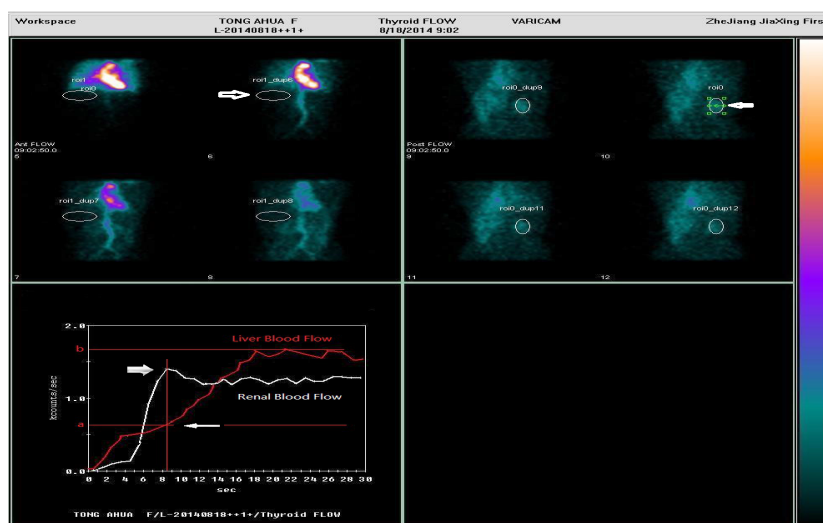 Workspace TONG AHUA F Thyroid FLOW VARICAM ZheJiang JiaXing Firs
L-20140818++1+ 8/18/2014 9:02
roi1
roi0
Ant FLOW
09:02:50.0
5
roi1_dup6
6
roi1_dup7
7
roi1_dup8
8
roi0_dup9
Post FLOW
09:02:50.0
9
roi0
10
roi0_dup11
11
roi0_dup12
12
2.0
b
Liver Blood Flow
kcounts/sec
1.0
Renal Blood Flow
a
0.0
0 2 4 6 8 10 12 14 16 18 20 22 24 26 28 30
sec
TONG AHUA F/L-20140818++1+/Thyroid FLOW